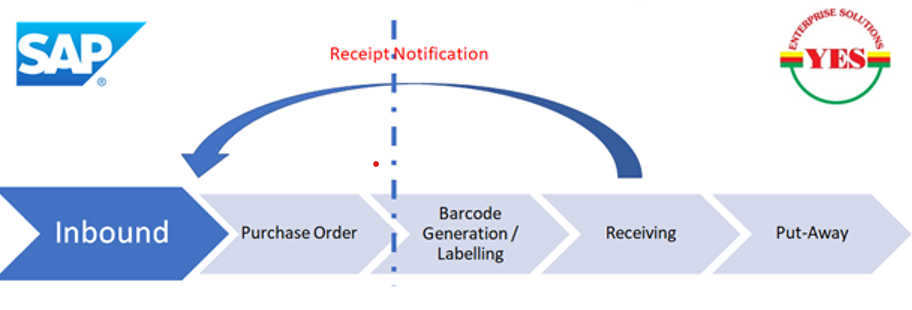 SAP
®
ENTERPRISE SOLUTIONS
YES
Receipt Notification
Inbound
Purchase Order
Barcode
Generation /
Labelling
Receiving
Put-Away